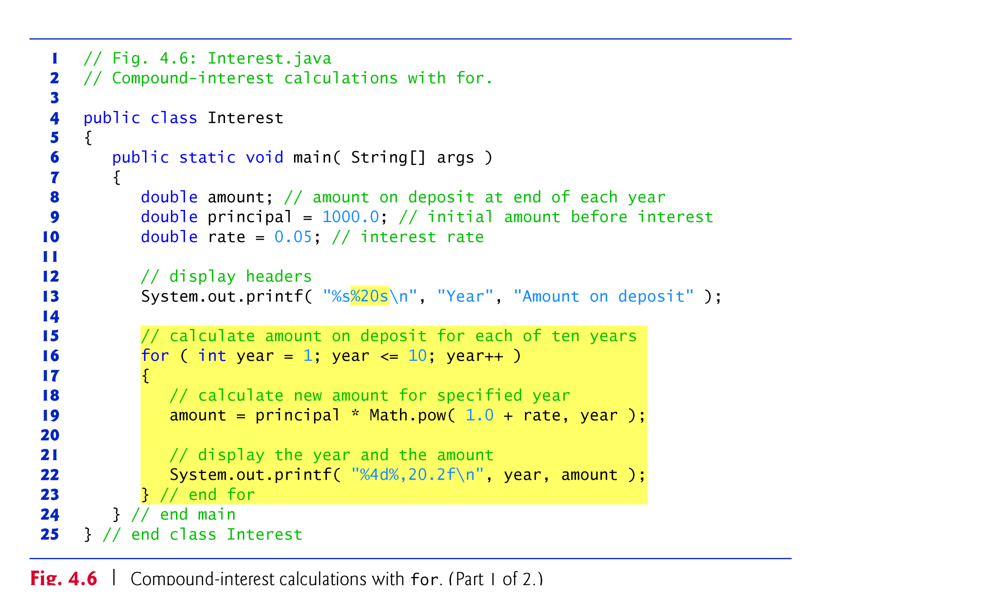 1 // Fig. 4.6: Interest.java
2 // Compound-interest calculations with for.
3
4 public class Interest
5 {
6    public static void main( String[] args )
7    {
8       double amount; // amount on deposit at end of each year
9       double principal = 1000.0; // initial amount before interest
10       double rate = 0.05; // interest rate
11
12       // display headers
13       System.out.printf( "%s%20s\n", "Year", "Amount on deposit" );
14
15       // calculate amount on deposit for each of ten years
16       for ( int year = 1; year <= 10; year++ )
17       {
18          // calculate new amount for specified year
19          amount = principal * Math.pow( 1.0 + rate, year );
20
21          // display the year and the amount
22          System.out.printf( "%4d%,20.2f\n", year, amount );
23       } // end for
24    } // end main
25 } // end class Interest
Fig. 4.6 | Compound-interest calculations with for. (Part 1 of 2.)